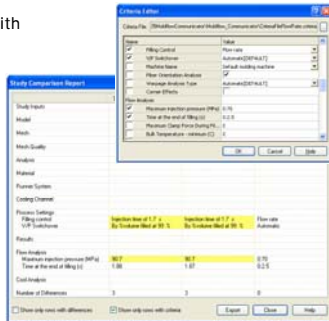 with
Criteria Editor
Criteria File
Name Value
Filling Control Flow rate
V/P Switchover Automatic[DEFAULT]
Machine Name Default molding machine
Fiber Orientation Analysis
Warpage Analysis Type Automatic[DEFAULT]
Corner Effects
Flow Analysis
Maximum injection pressure (MPa) 0.70
Time at the end of filling (s) 0.2.5
Maximum Clamp Force During Fil...
Bulk Temperature - minimum (C)
OK Cancel Help
Study Comparison Report
Study Inputs
Model
Mesh
Mesh Quality
Analysis
Material
Runner System
Cooling Channel
Process Settings
Filling control Injection time of 1.7 s Injection time of 1.7 s Flow rate
V/P Switchover By %volume filled at 99 % By %volume filled at 99 % Automatic
Results
Flow Analysis
Maximum injection pressure (MPa) 90.7 90.7 0.70
Time at the end of filling (s) 1.88 1.87 0.2.5
Cost Analysis
Number of Differences 3 3 0
Show only rows with differences Show only rows with criteria Export Close Help